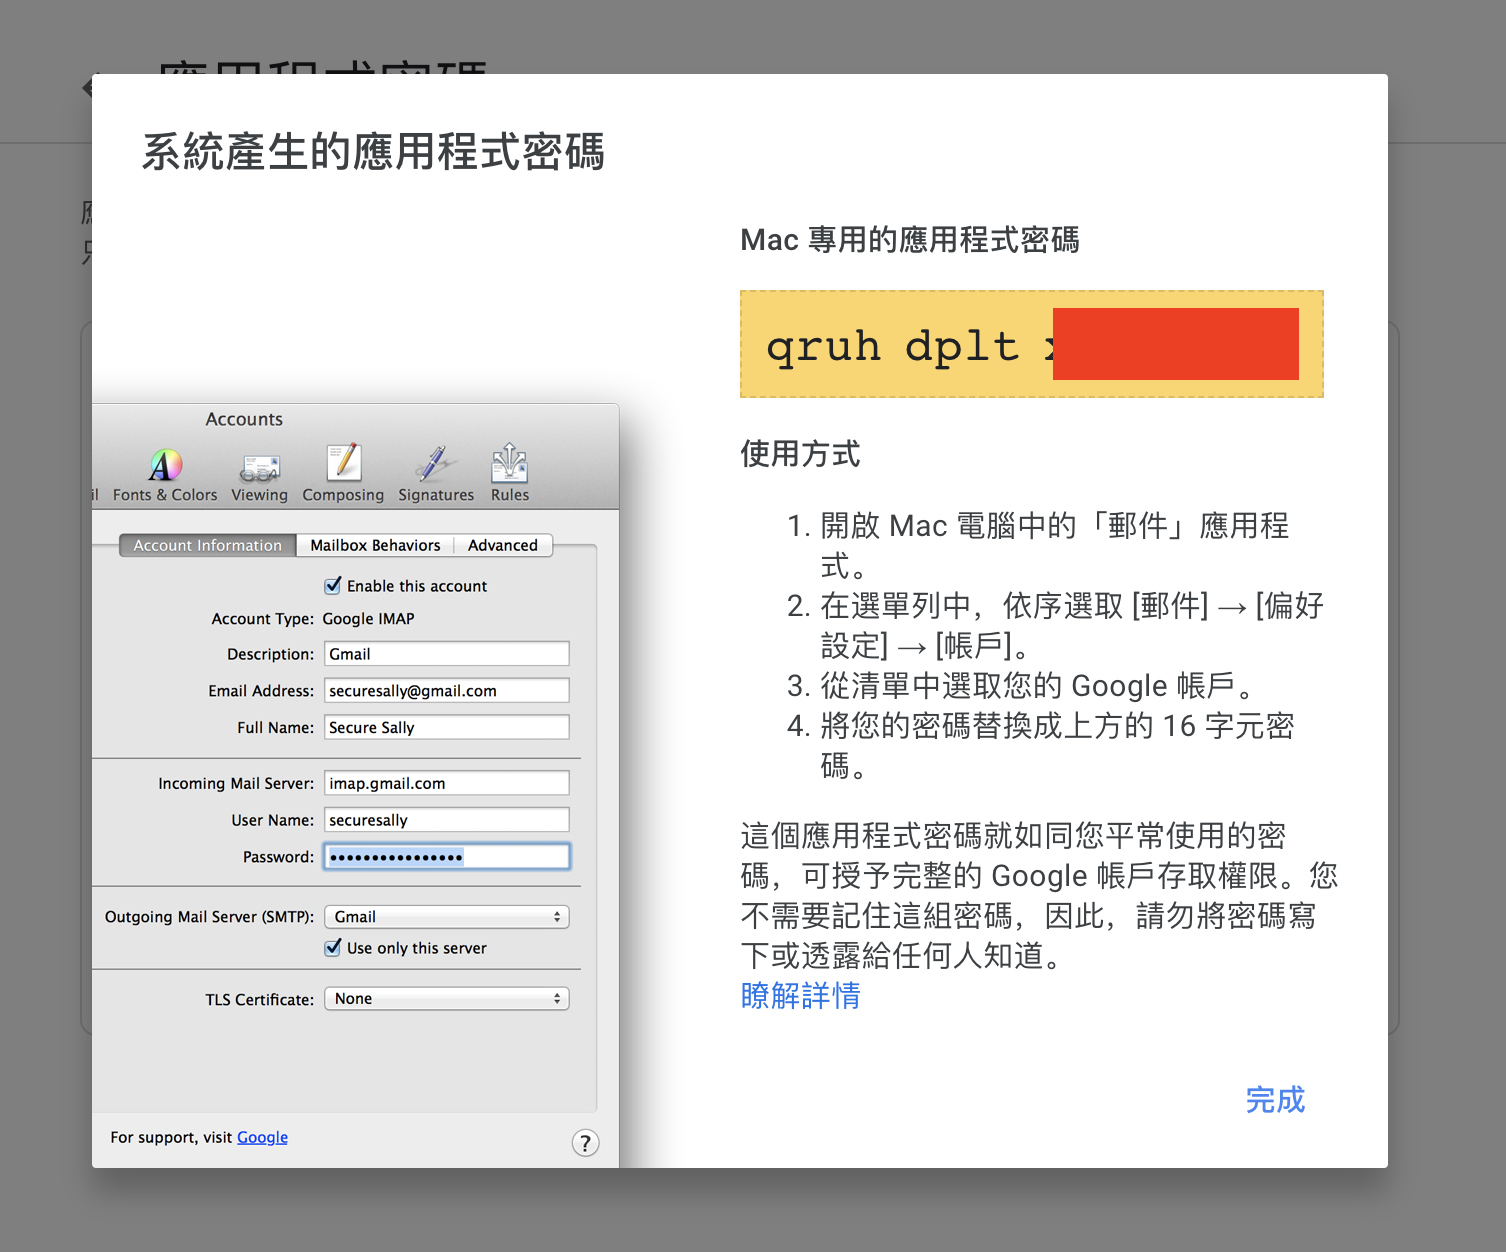 應用程式密碼
系統產生的應用程式密碼
Mac 專用的應用程式密碼
qruh dplt
使用方式
1. 開啟 Mac 電腦中的「郵件」應用程
式。
2. 在選單列中，依序選取 [郵件] → [偏好
設定] → [帳戶]。
3. 從清單中選取您的 Google 帳戶。
4. 將您的密碼替換成上方的 16 字元密
碼。
這個應用程式密碼就如同您平常使用的密
碼，可授予完整的 Google 帳戶存取權限。您
不需要記住這組密碼，因此，請勿將密碼寫
下或透露給任何人知道。
瞭解詳情
完成
Accounts
Fonts & Colors Viewing Composing Signatures Rules
Account Information Mailbox Behaviors Advanced
Enable this account
Account Type: Google IMAP
Description: Gmail
Email Address: securesally@gmail.com
Full Name: Secure Sally
Incoming Mail Server: imap.gmail.com
User Name: securesally
Password: ••••••••••••••••
Outgoing Mail Server (SMTP): Gmail
Use only this server
TLS Certificate: None
For support, visit Google
?